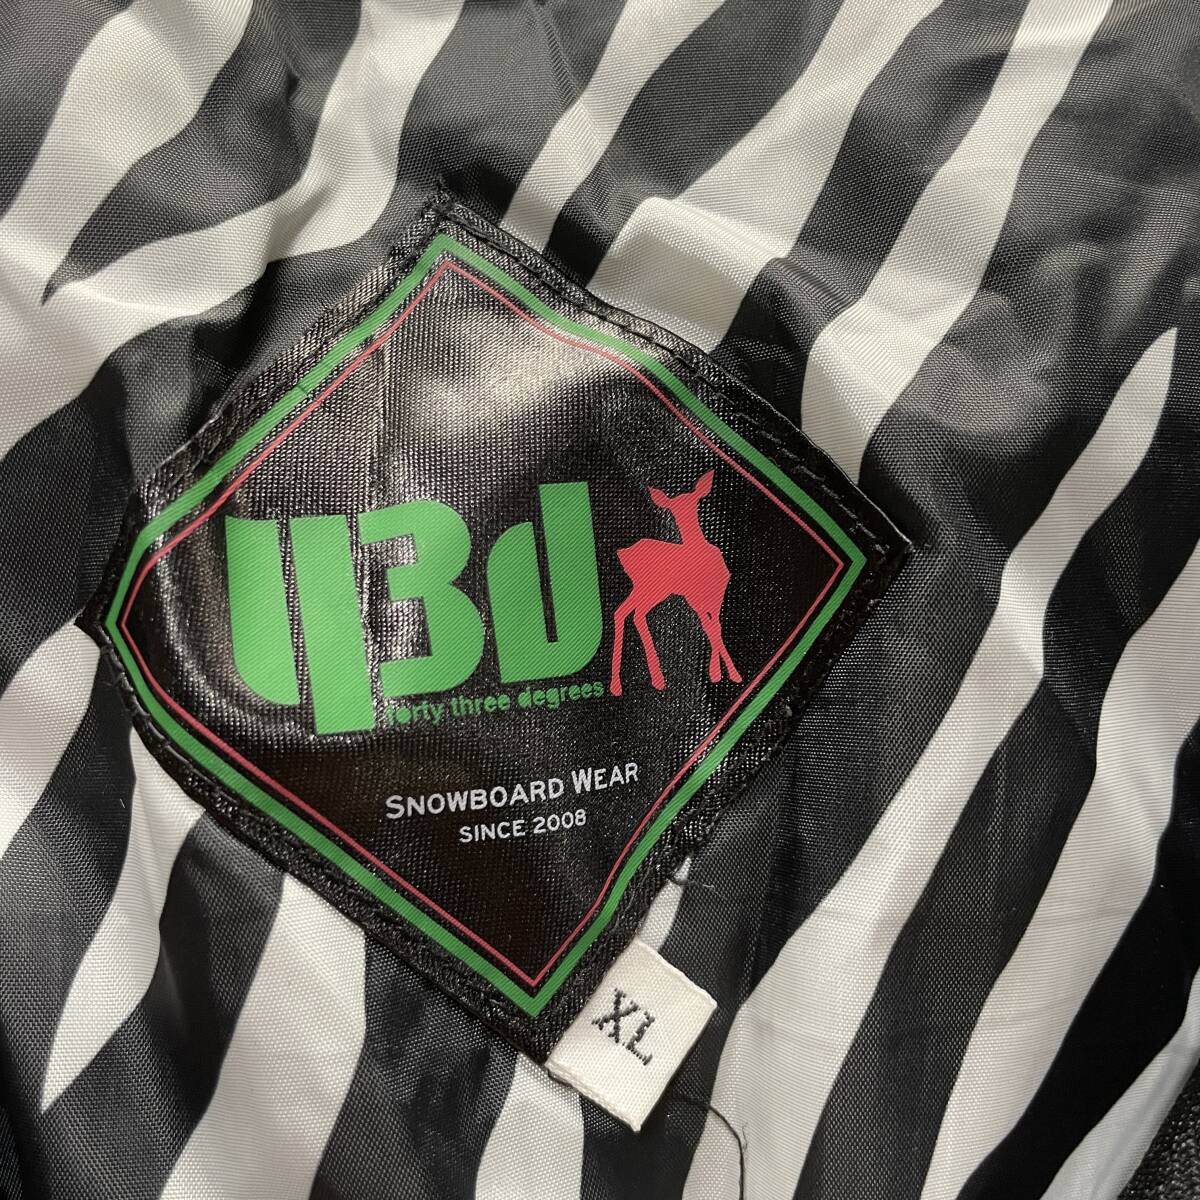 43d
forty three degrees
SNOWBOARD WEAR
SINCE 2008
XL